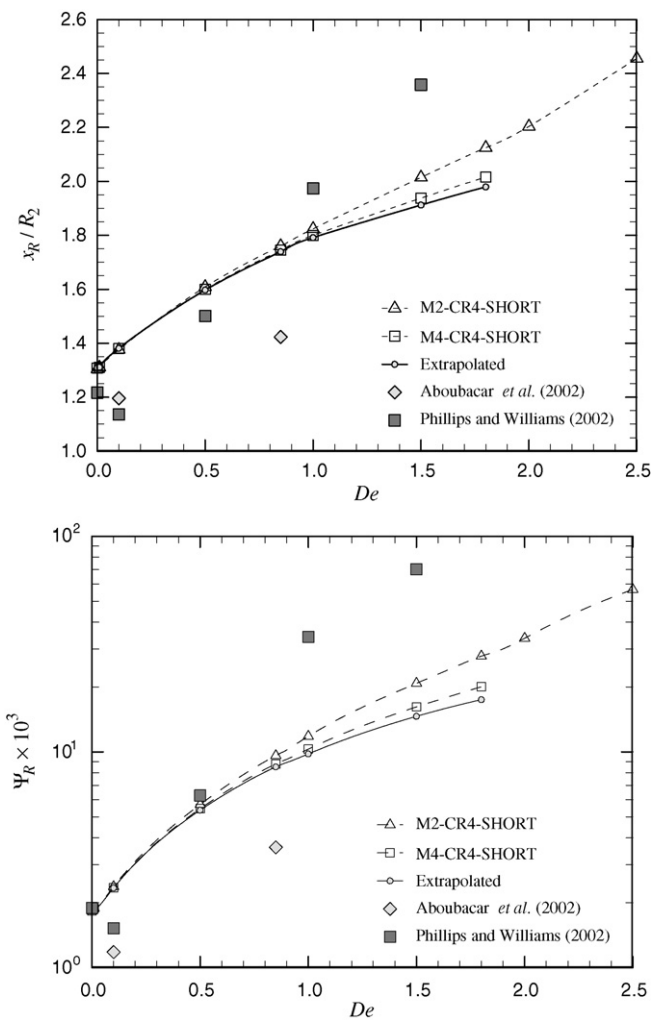 2.6
2.4
2.2
2.0
1.8
1.6
1.4
1.2
1.0
x_R / R_2
M2-CR4-SHORT
M4-CR4-SHORT
Extrapolated
Aboubacar et al. (2002)
Phillips and Williams (2002)
0.0 0.5 1.0 1.5 2.0 2.5
De
10^2
10^1
10^0
Ψ_R × 10^3
M2-CR4-SHORT
M4-CR4-SHORT
Extrapolated
Aboubacar et al. (2002)
Phillips and Williams (2002)
0.0 0.5 1.0 1.5 2.0 2.5
De